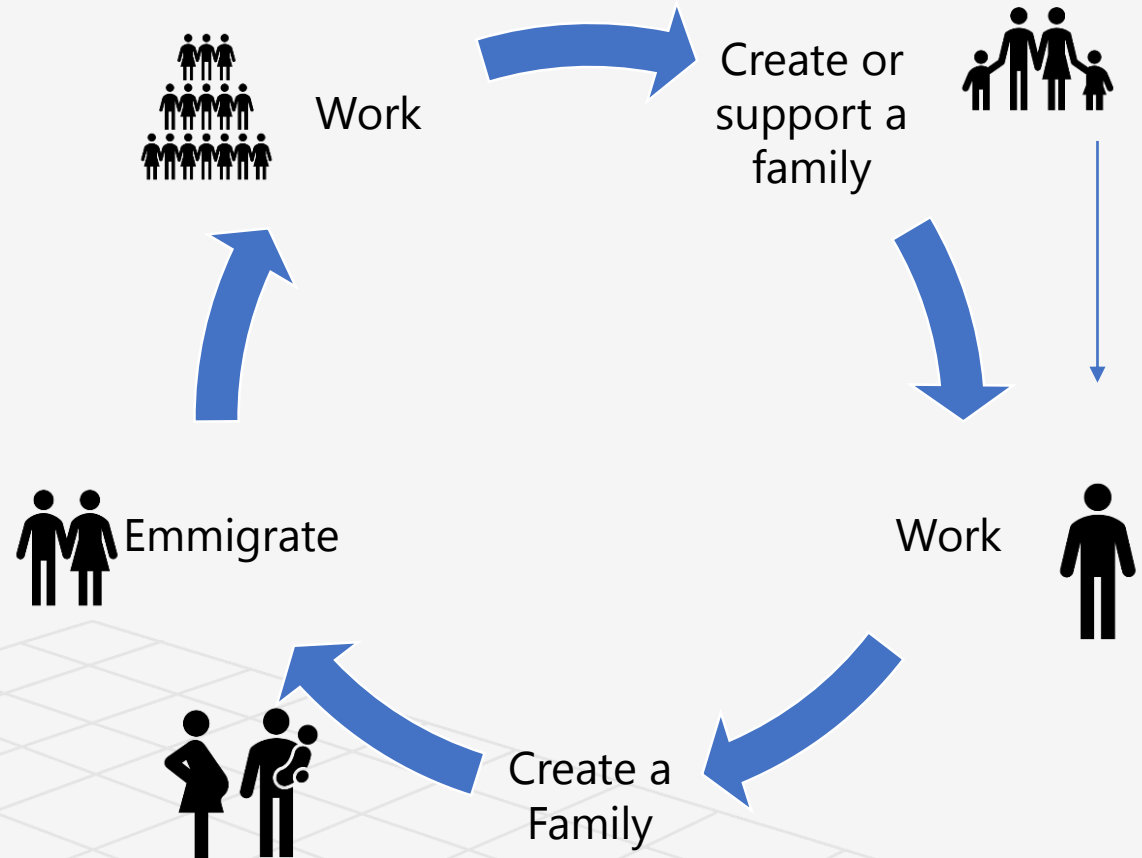 Work
Create or
support a
family
Emmigrate
Work
Create a
Family